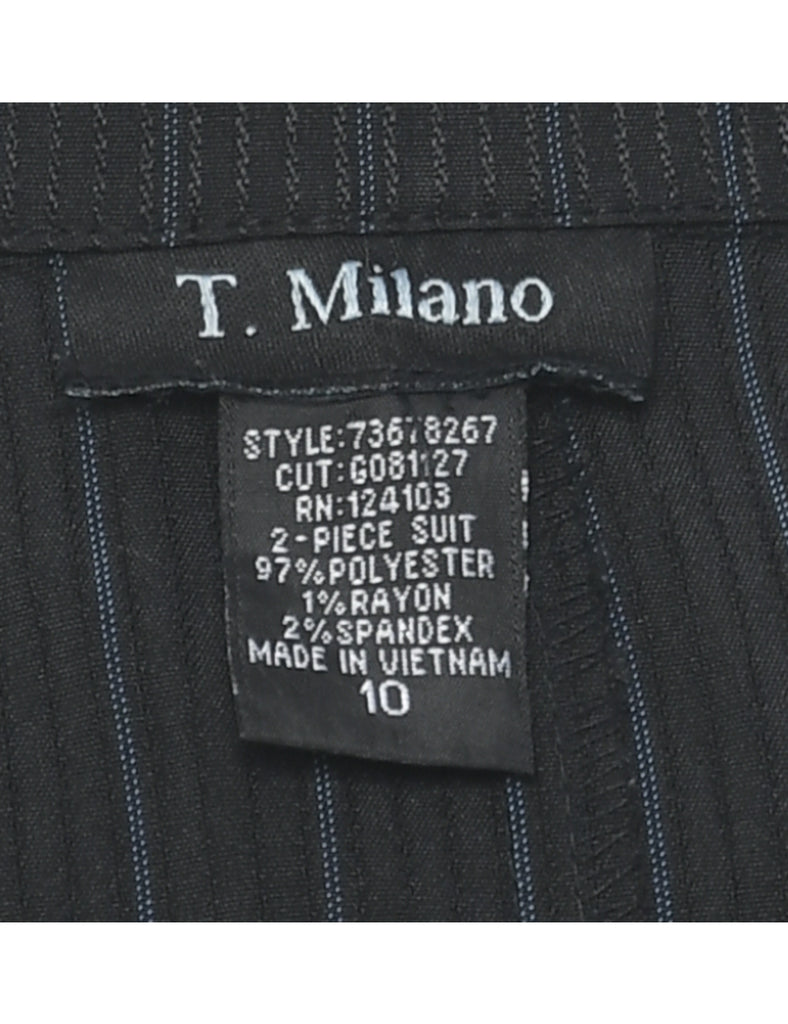 T. Milano
STYLE:73678267
CUT:G081127
RN:124103
2-PIECE SUIT
97%POLYESTER
1%RAYON
2%SPANDEX
MADE IN VIETNAM
10